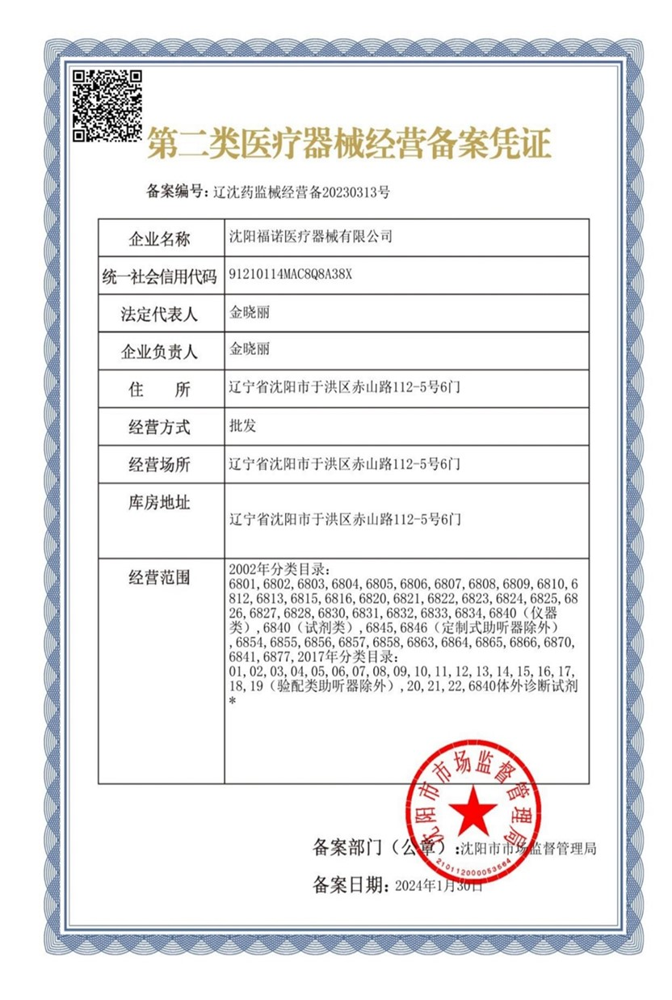 第二类医疗器械经营备案凭证
备案编号: 辽沈药监械经营备20230313号
企业名称 沈阳福诺医疗器械有限公司
统一社会信用代码 91210114MAC8Q8A38X
法定代表人 金晓丽
企业负责人 金晓丽
住 所 辽宁省沈阳市于洪区赤山路112-5号6门
经营方式 批发
经营场所 辽宁省沈阳市于洪区赤山路112-5号6门
库房地址 辽宁省沈阳市于洪区赤山路112-5号6门
经营范围 2002年分类目录:
6801,6802,6803,6804,6805,6806,6807,6808,6809,6810,6
812,6813,6815,6816,6820,6821,6822,6823,6824,6825,68
26,6827,6828,6830,6831,6832,6833,6834,6840（仪器
类）,6840（试剂类）,6845,6846（定制式助听器除外）
,6854,6855,6856,6857,6858,6863,6864,6865,6866,6870,
6841,6877,2017年分类目录:
01,02,03,04,05,06,07,08,09,10,11,12,13,14,15,16,17,
18,19（验配类助听器除外）,20,21,22,6840体外诊断试剂
*
沈阳市市场监督管理局
备案部门（公章）:沈阳市市场监督管理局
210112000053564
备案日期: 2024年1月30日